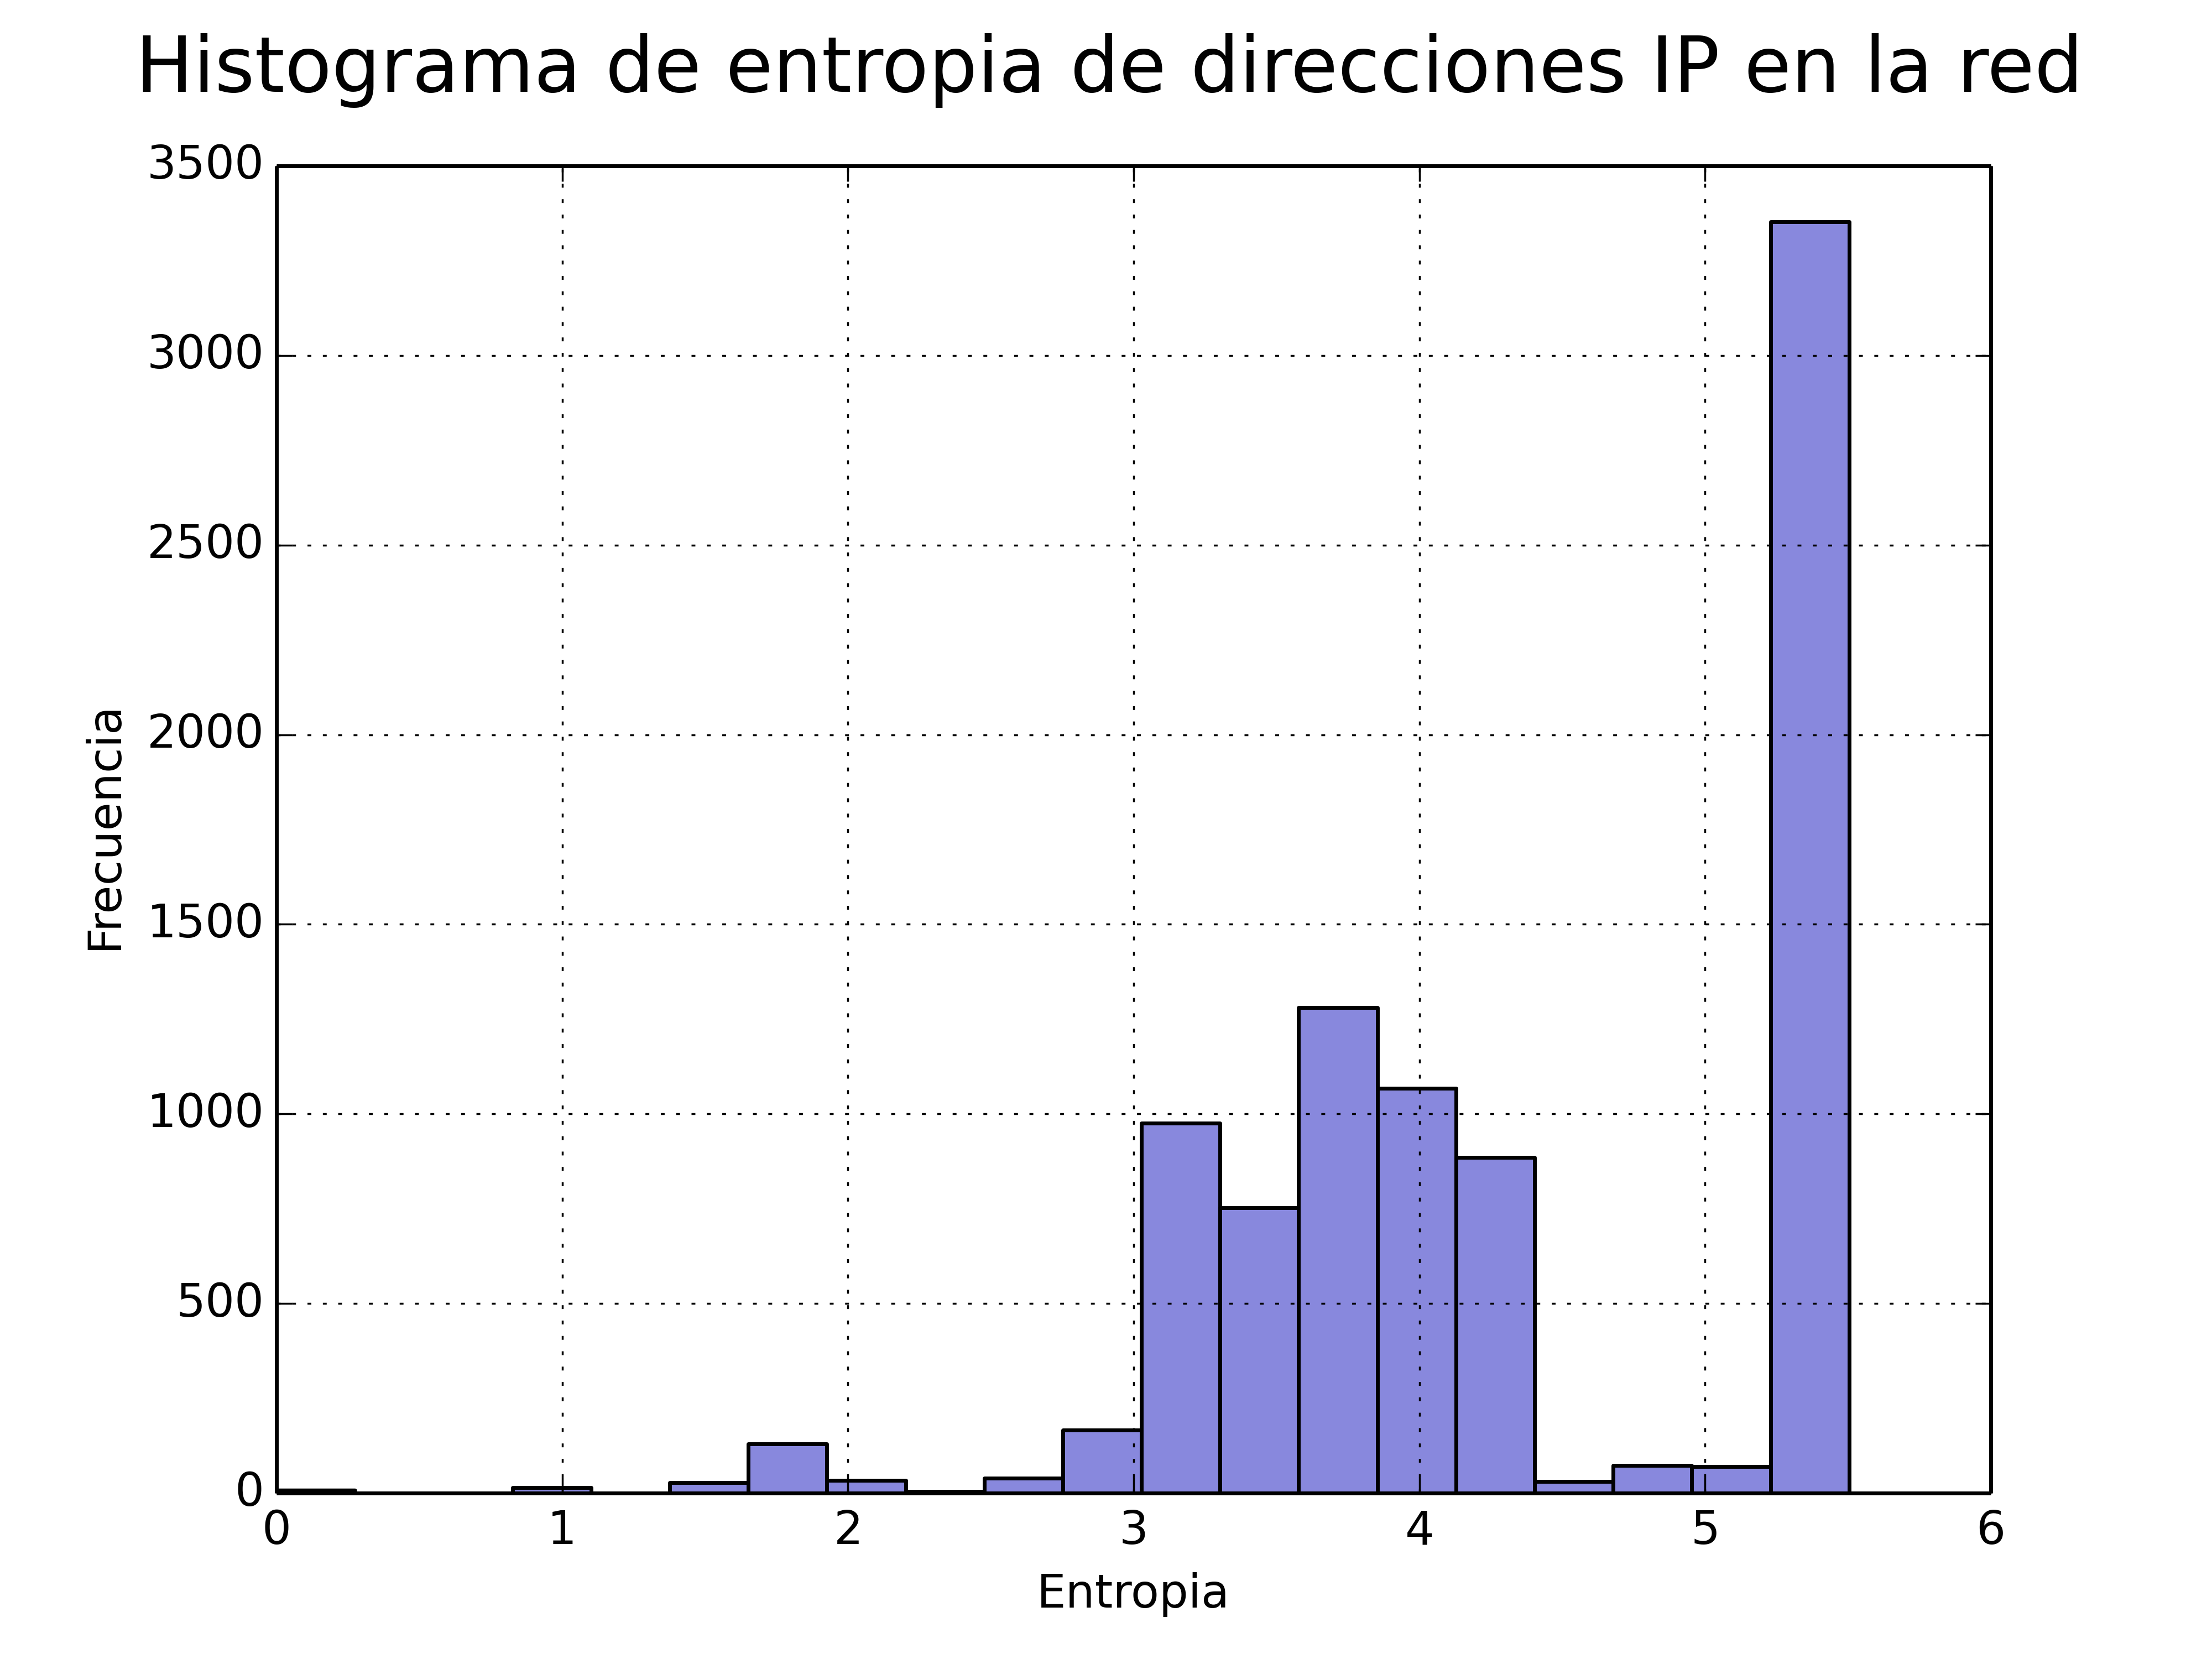 Histograma de entropia de direcciones IP en la red
3500
3000
2500
2000
1500
1000
500
0
Frecuencia
0 1 2 3 4 5 6
Entropia